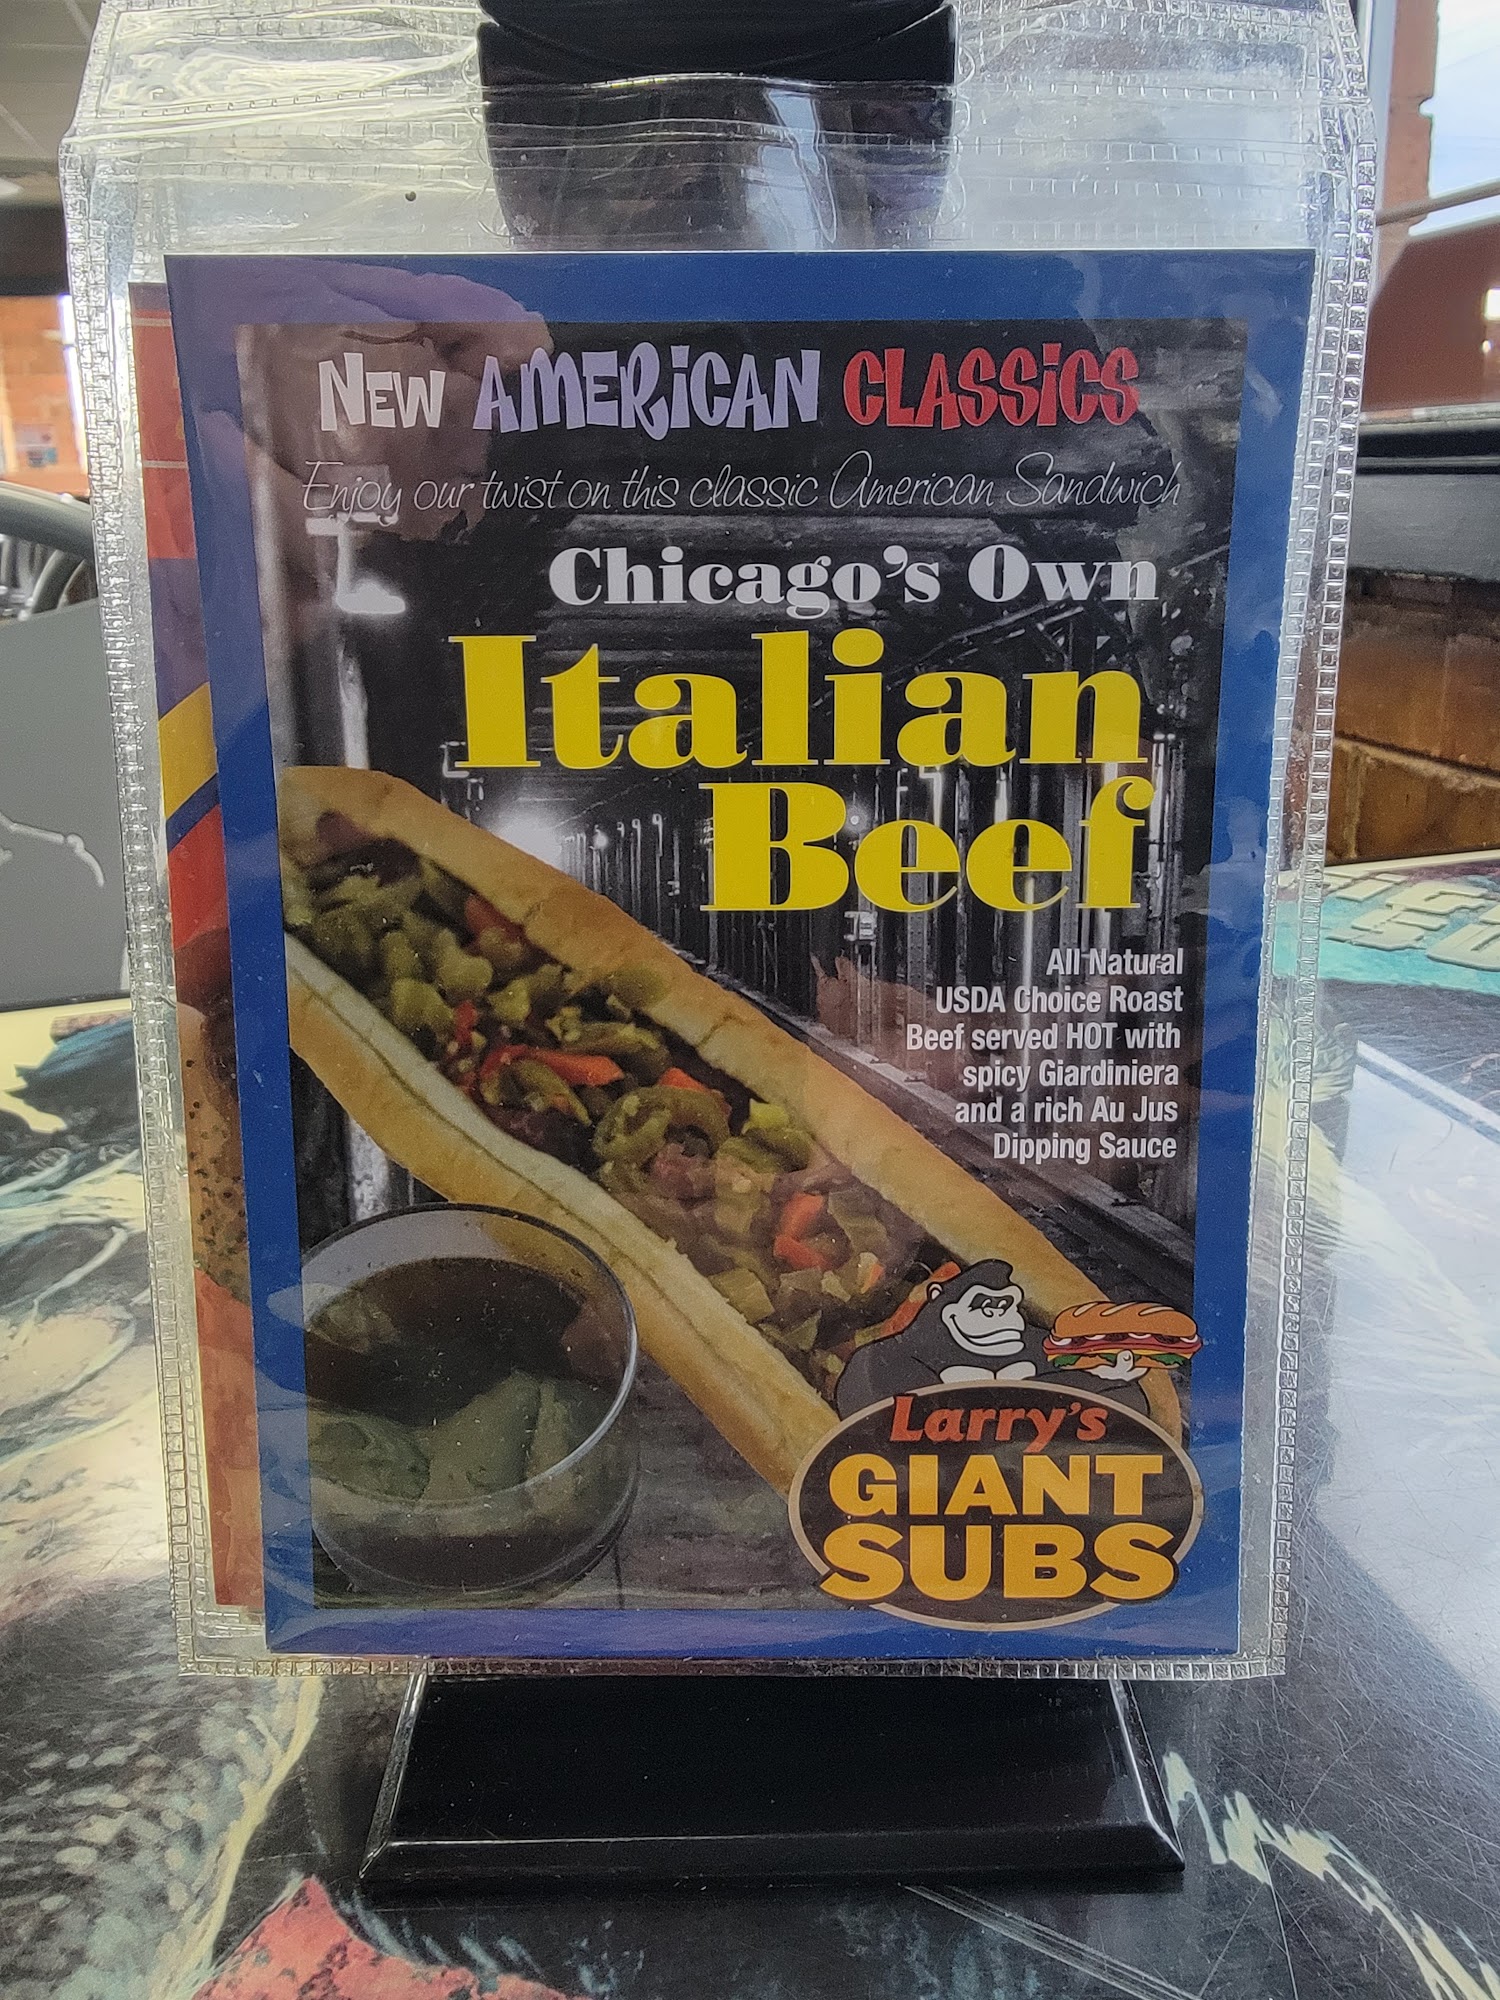 New American Classics
Enjoy our twist on this classic American Sandwich
Chicago's Own
Italian
Beef
All Natural
USDA Choice Roast
Beef served HOT with
spicy Giardiniera
and a rich Au Jus
Dipping Sauce
Larry's
GIANT
SUBS